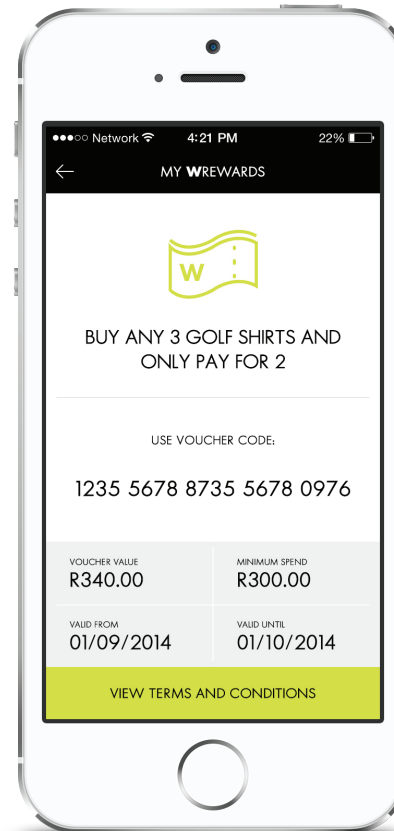 Network 4:21 PM 22%
MY WREWARDS
W
BUY ANY 3 GOLF SHIRTS AND
ONLY PAY FOR 2
USE VOUCHER CODE:
1235 5678 8735 5678 0976
VOUCHER VALUE
R340.00
MINIMUM SPEND
R300.00
VALID FROM
01/09/2014
VALID UNTIL
01/10/2014
VIEW TERMS AND CONDITIONS